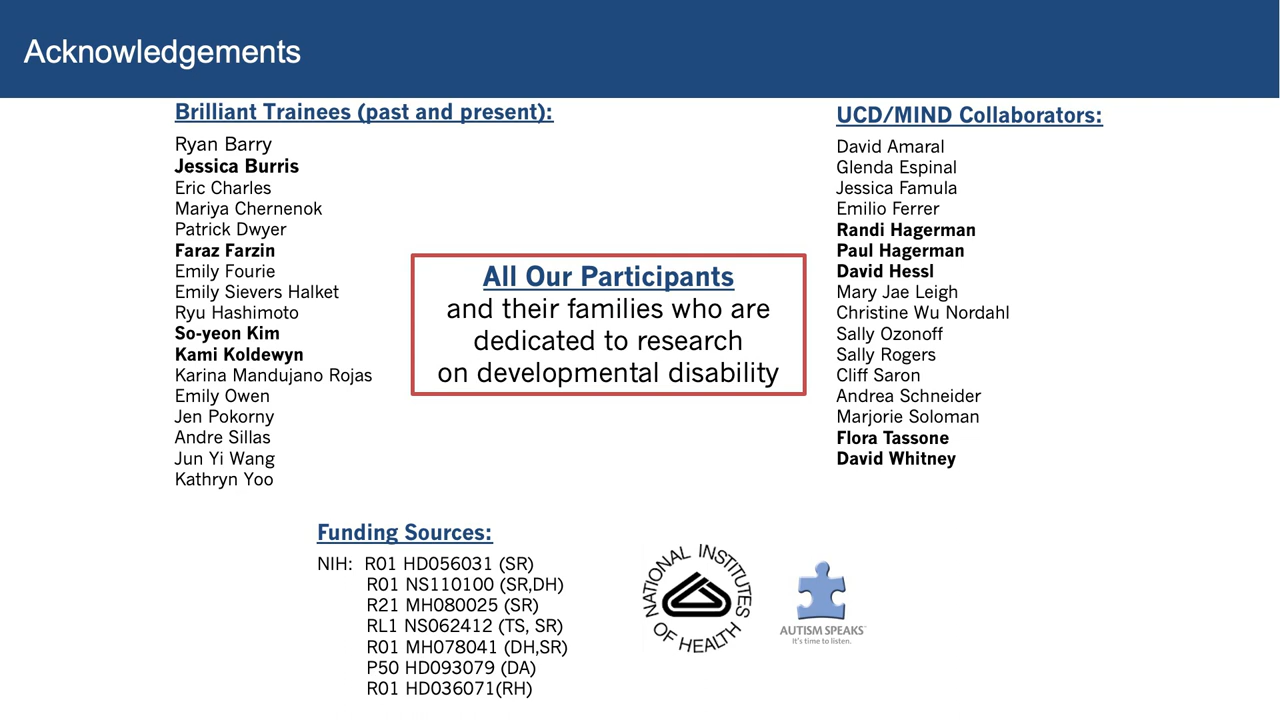 Acknowledgements
Brilliant Trainees (past and present):
Ryan Barry
Jessica Burris
Eric Charles
Mariya Chernenok
Patrick Dwyer
Faraz Farzin
Emily Fourie
Emily Sievers Halket
Ryu Hashimoto
So-yeon Kim
Kami Koldewyn
Karina Mandujano Rojas
Emily Owen
Jen Pokorny
Andre Sillas
Jun Yi Wang
Kathryn Yoo
All Our Participants
and their families who are
dedicated to research
on developmental disability
UCD/MIND Collaborators:
David Amaral
Glenda Espinal
Jessica Famula
Emilio Ferrer
Randi Hagerman
Paul Hagerman
David Hessl
Mary Jae Leigh
Christine Wu Nordahl
Sally Ozonoff
Sally Rogers
Cliff Saron
Andrea Schneider
Marjorie Soloman
Flora Tassone
David Whitney
Funding Sources:
NIH: R01 HD056031 (SR)
R01 NS110100 (SR,DH)
R21 MH080025 (SR)
RL1 NS062412 (TS, SR)
R01 MH078041 (DH,SR)
P50 HD093079 (DA)
R01 HD036071(RH)
NATIONAL INSTITUTES
OF HEALTH
AUTISM SPEAKS™
It's time to listen.